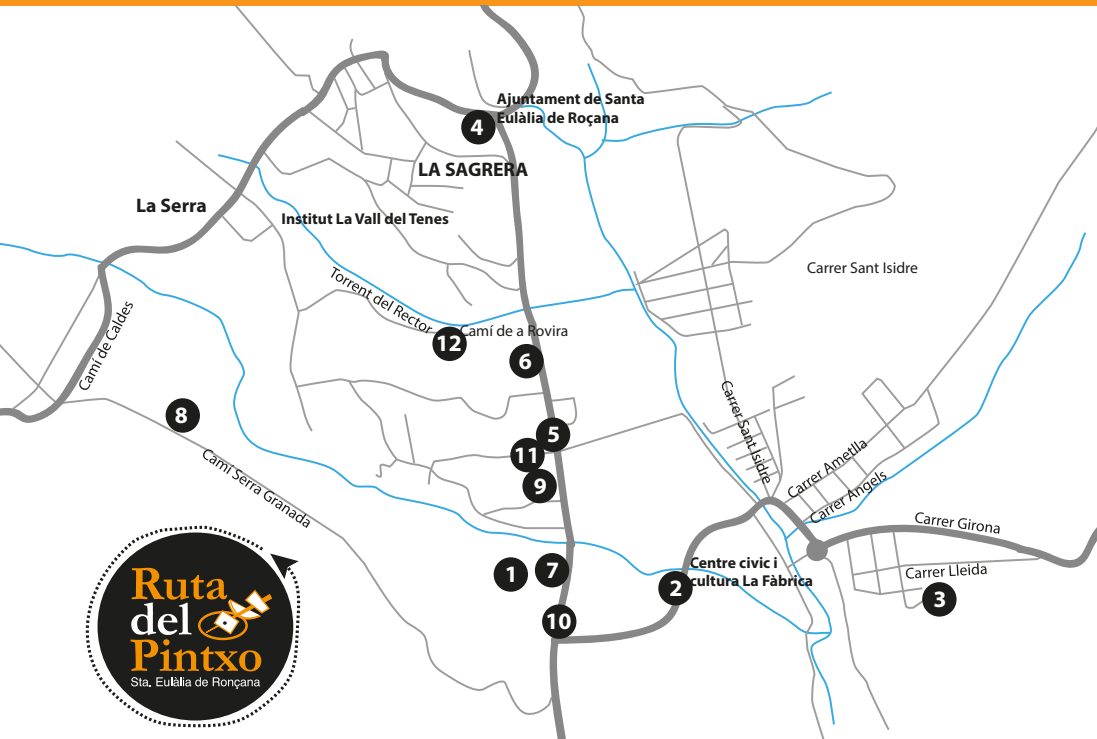 Ajuntament de Santa
Eulàlia de Roçana
4
LA SAGRERA
La Serra
Institut La Vall del Tenes
Carrer Sant Isidre
Torrent del Rector
Camí de a Rovira
12
6
Camí de Caldes
8
5
11
9
Camí Serra Granada
Carrer Sant Isidre
Carrer Ametlla
Carrer Àngels
Carrer Girona
Centre civic i
cultura La Fàbrica
Carrer Lleida
1
7
2
3
10
Ruta
del
Pintxo
Sta. Eulàlia de Ronçana